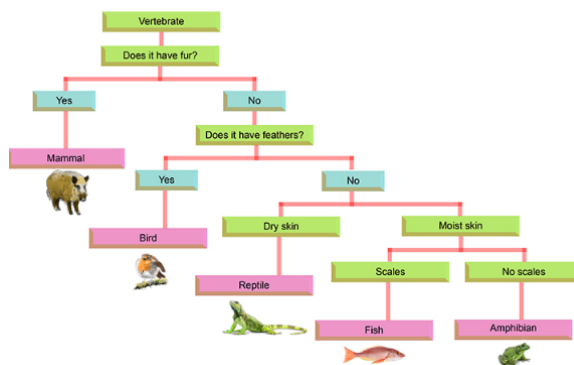 Vertebrate
Does it have fur?
Yes
No
Does it have feathers?
Mammal
Yes
No
Dry skin
Moist skin
Bird
Scales
No scales
Reptile
Fish
Amphibian